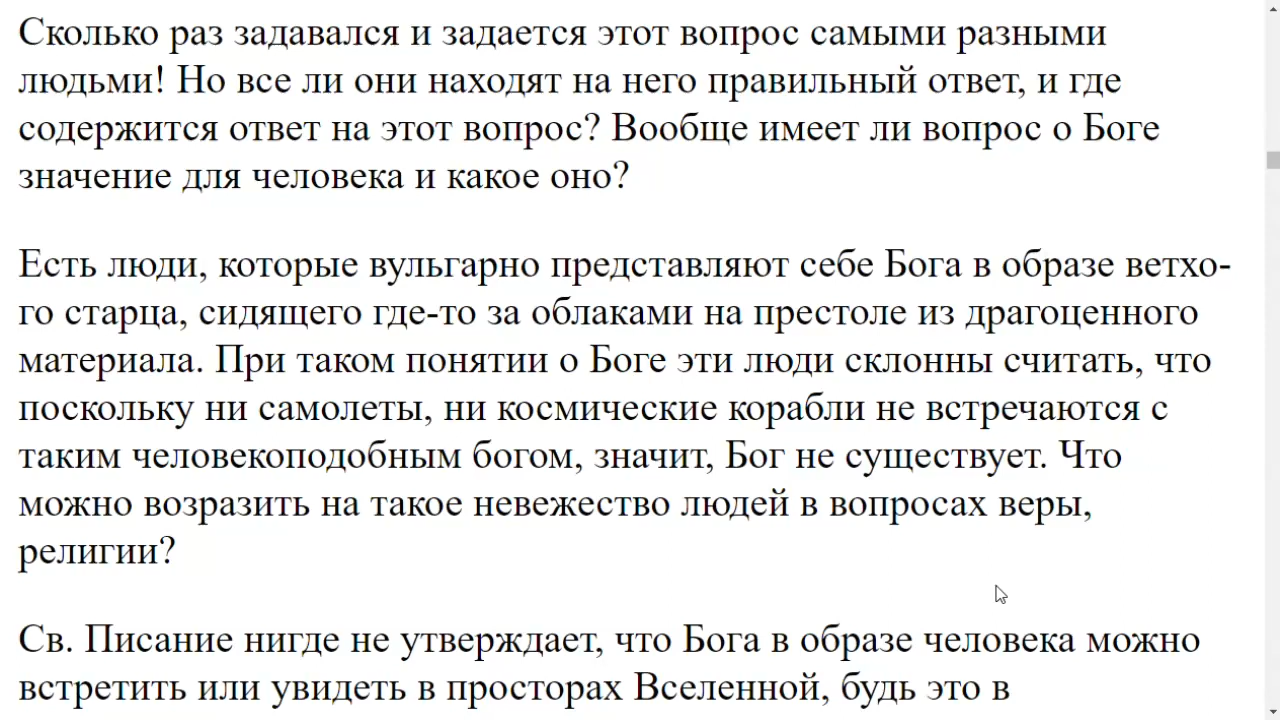 Сколько раз задавался и задается этот вопрос самыми разными
людьми! Но все ли они находят на него правильный ответ, и где
содержится ответ на этот вопрос? Вообще имеет ли вопрос о Боге
значение для человека и какое оно?
Есть люди, которые вульгарно представляют себе Бога в образе ветхо-
го старца, сидящего где-то за облаками на престоле из драгоценного
материала. При таком понятии о Боге эти люди склонны считать, что
поскольку ни самолеты, ни космические корабли не встречаются с
таким человекоподобным богом, значит, Бог не существует. Что
можно возразить на такое невежество людей в вопросах веры,
религии?
Св. Писание нигде не утверждает, что Бога в образе человека можно
встретить или увидеть в просторах Вселенной, будь это в